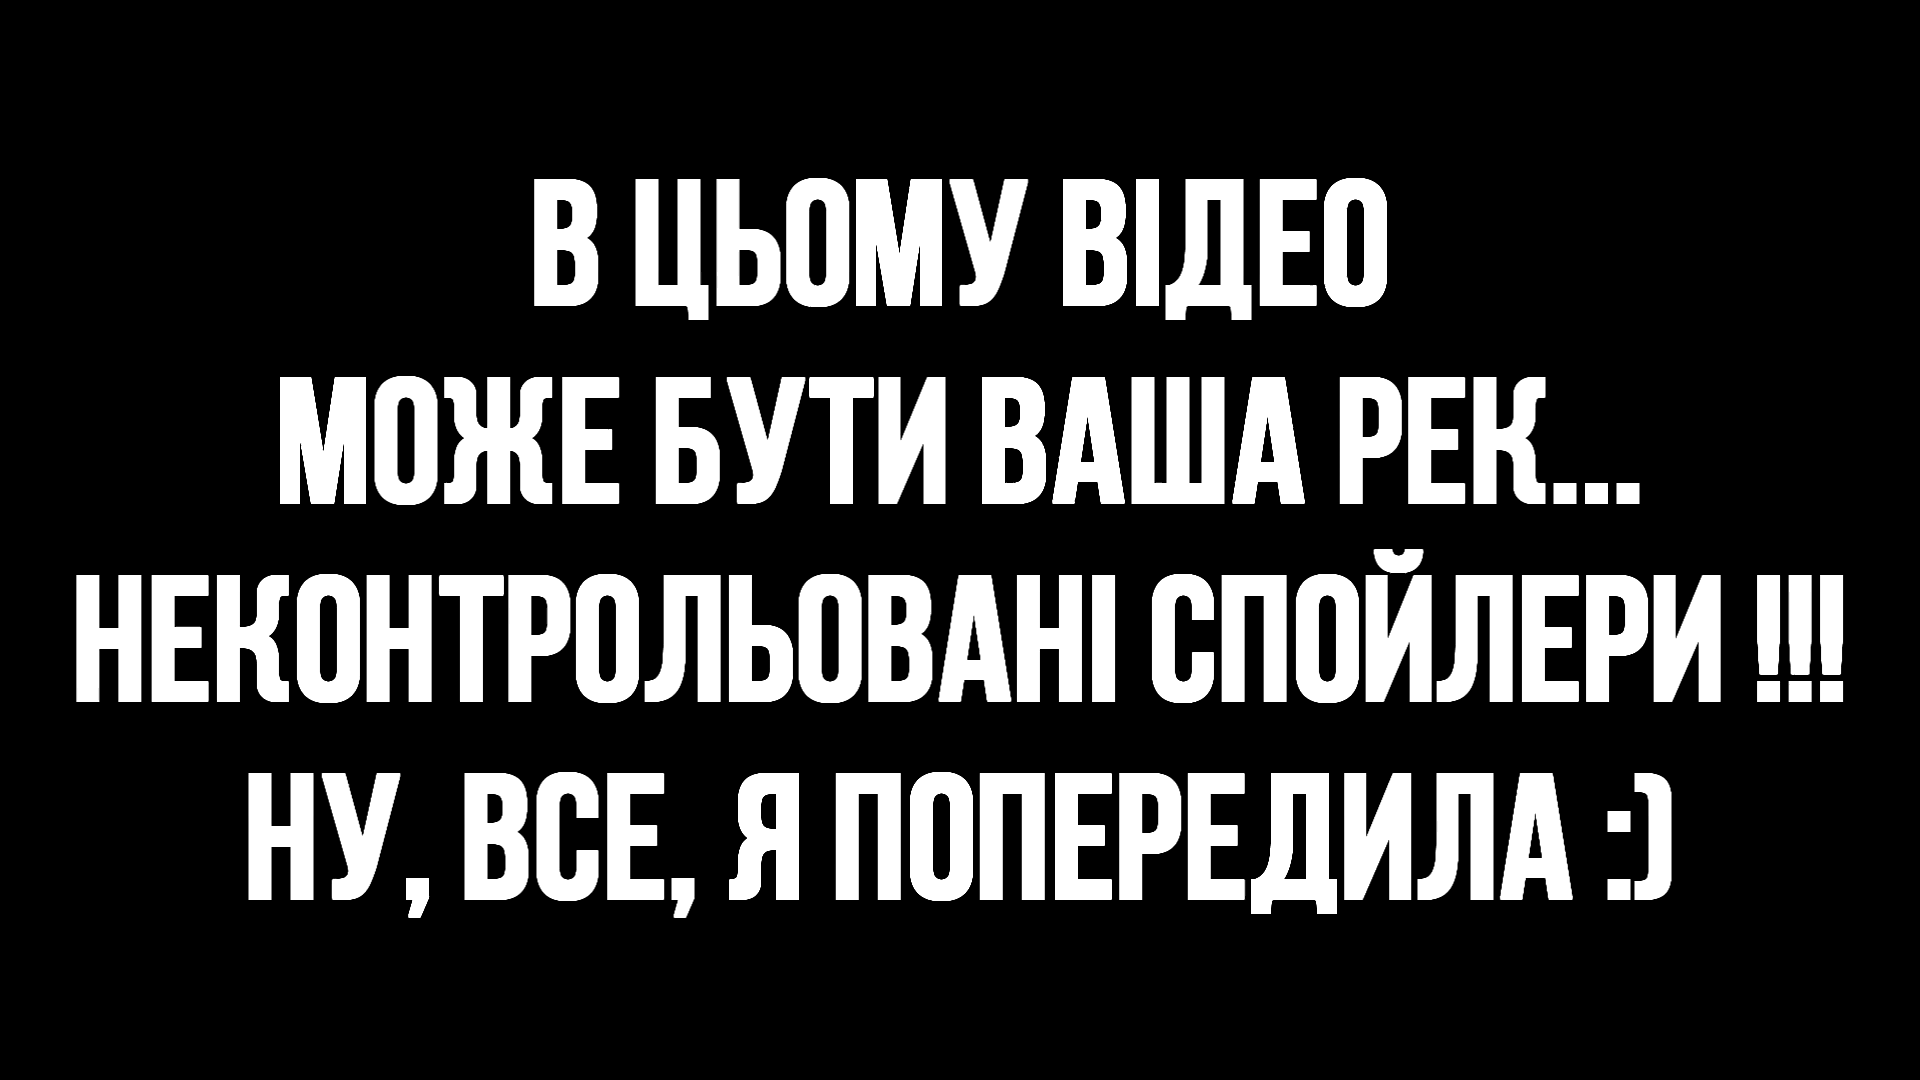 В ЦЬОМУ ВІДЕО
МОЖЕ БУТИ ВАША РЕК...
НЕКОНТРОЛЬОВАНІ СПОЙЛЕРИ !!!
НУ, ВСЕ, Я ПОПЕРЕДИЛА :)